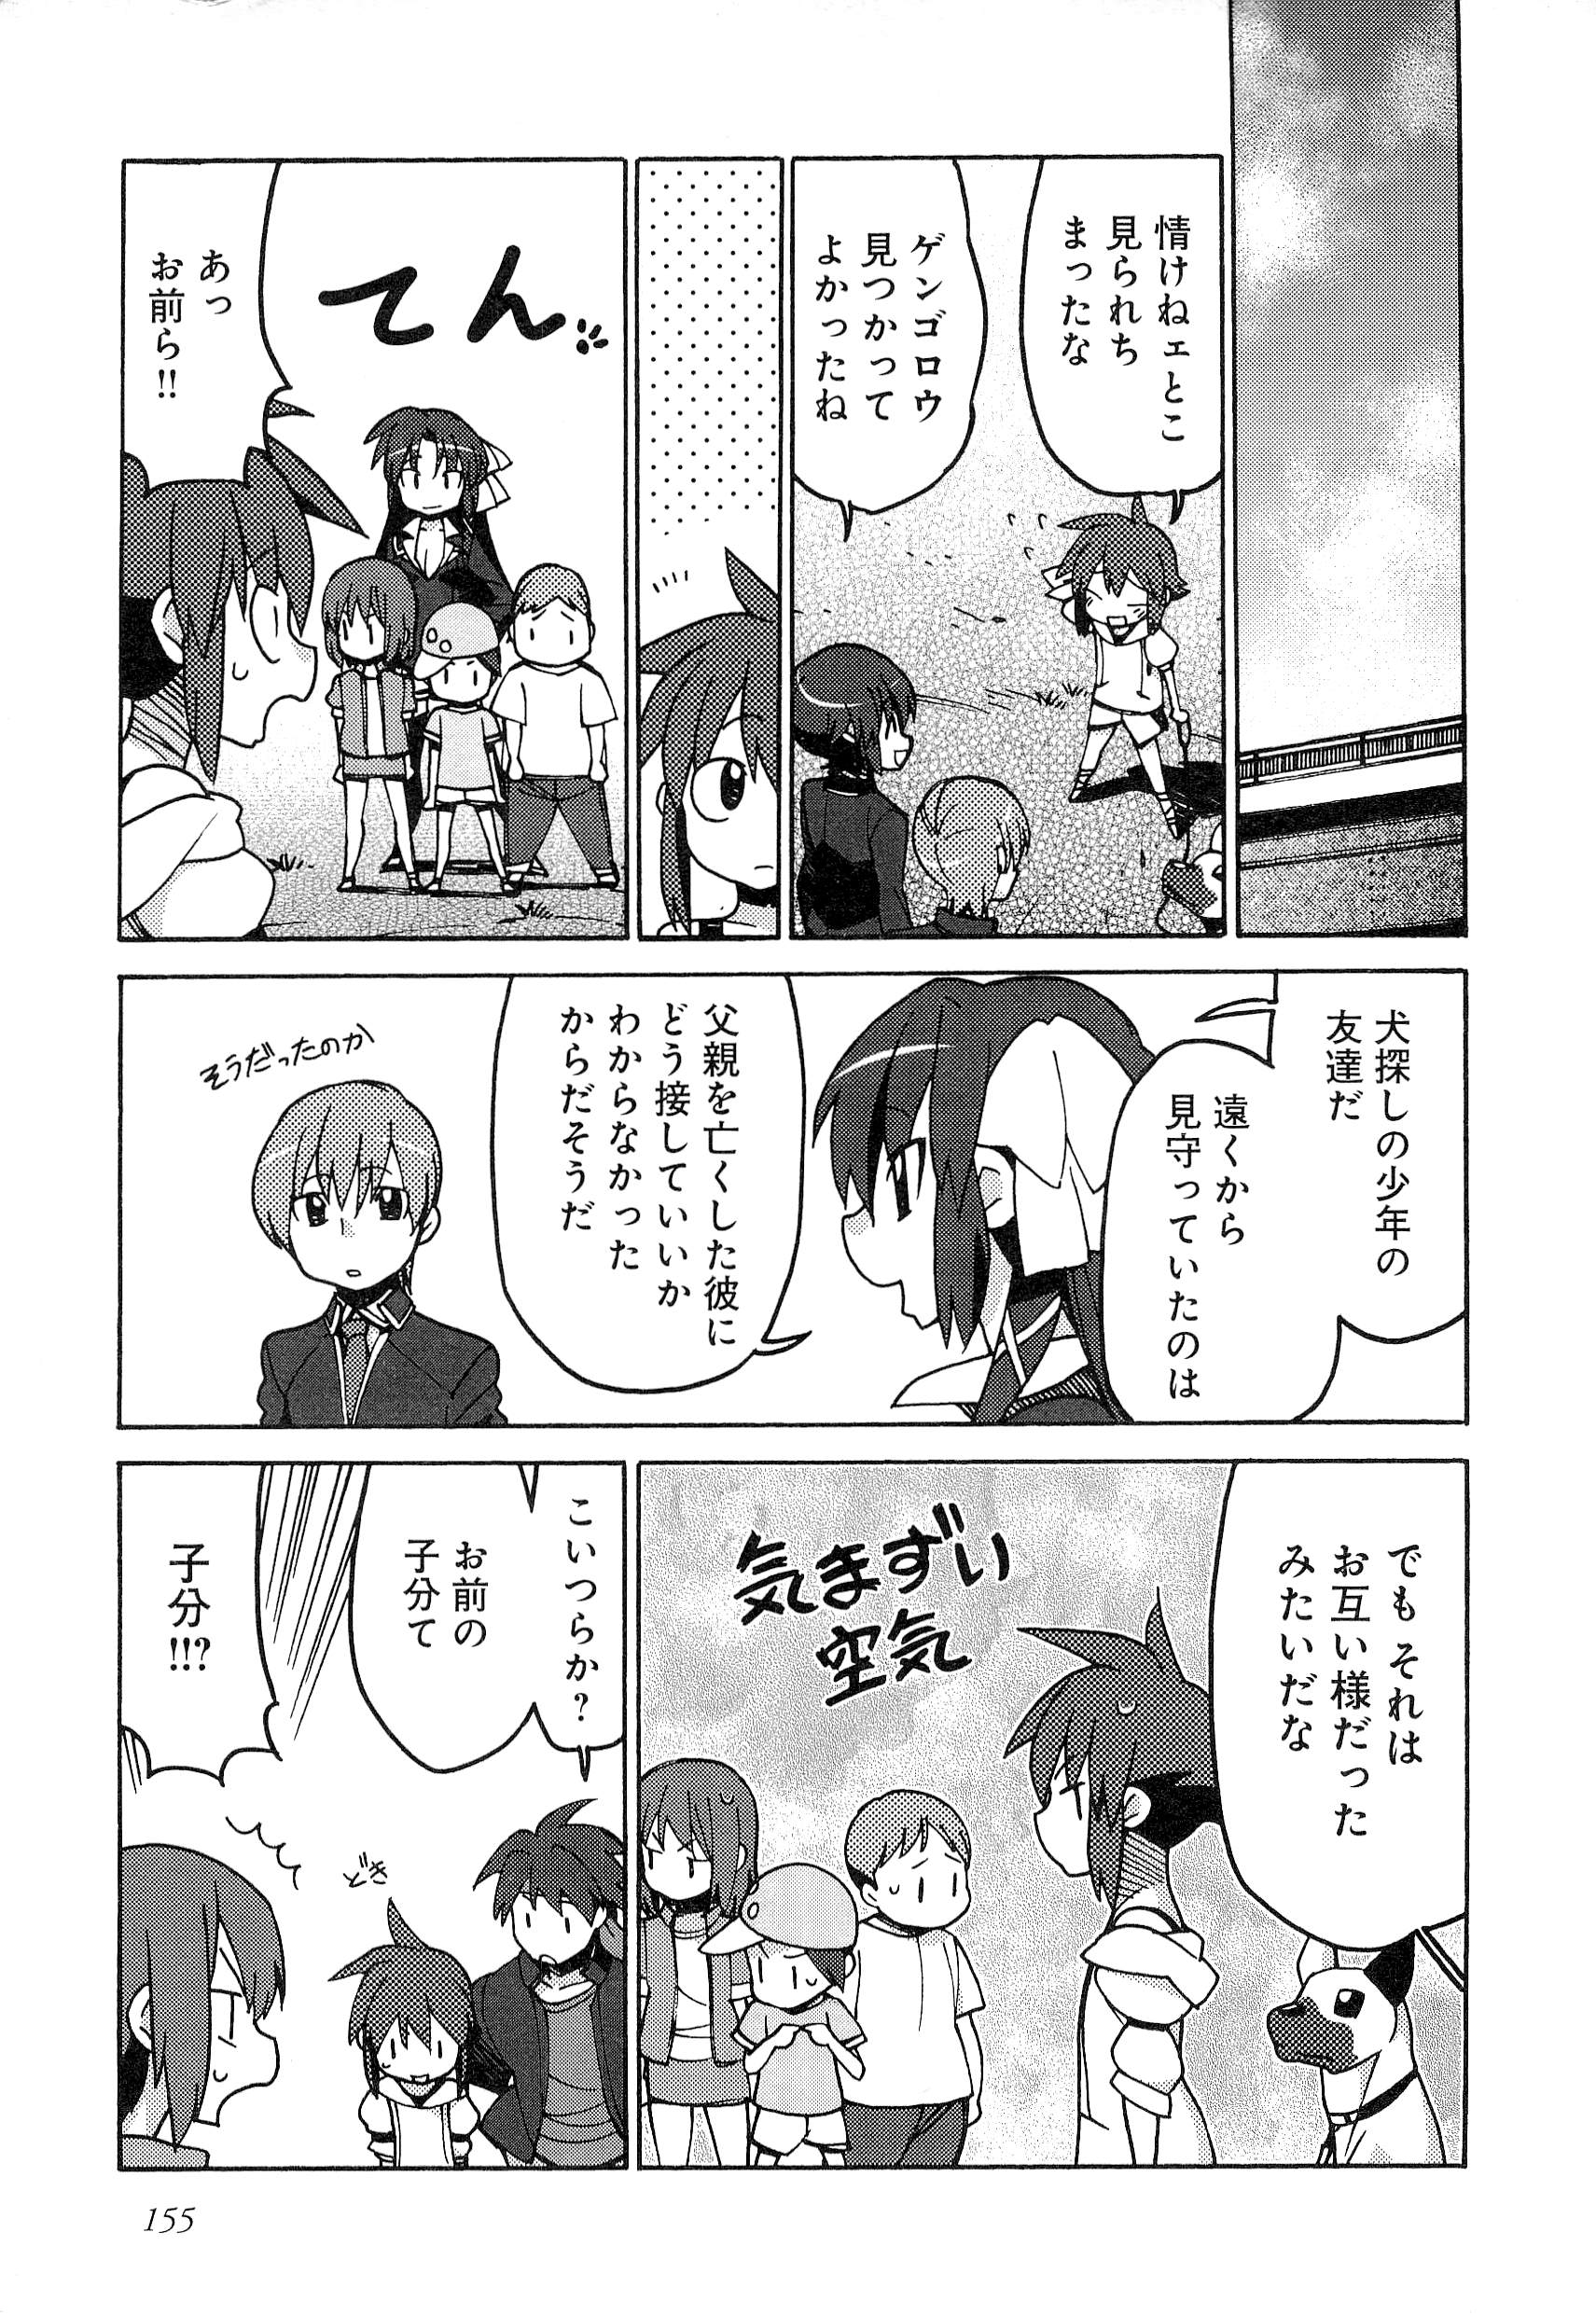 情けねェとこ
見られち
まったな
ゲンゴロウ
見つかって
よかったね
てん
あっ
お前ら!!
犬探しの少年の
友達だ
遠くから
見守っていたのは
父親を亡くした彼に
どう接していいか
わからなかった
からだそうだ
そうだったのか
でもそれは
お互い様だった
みたいだな
気まずい
空気
こいつらか?
お前の
子分て
どき
子分!!?
155